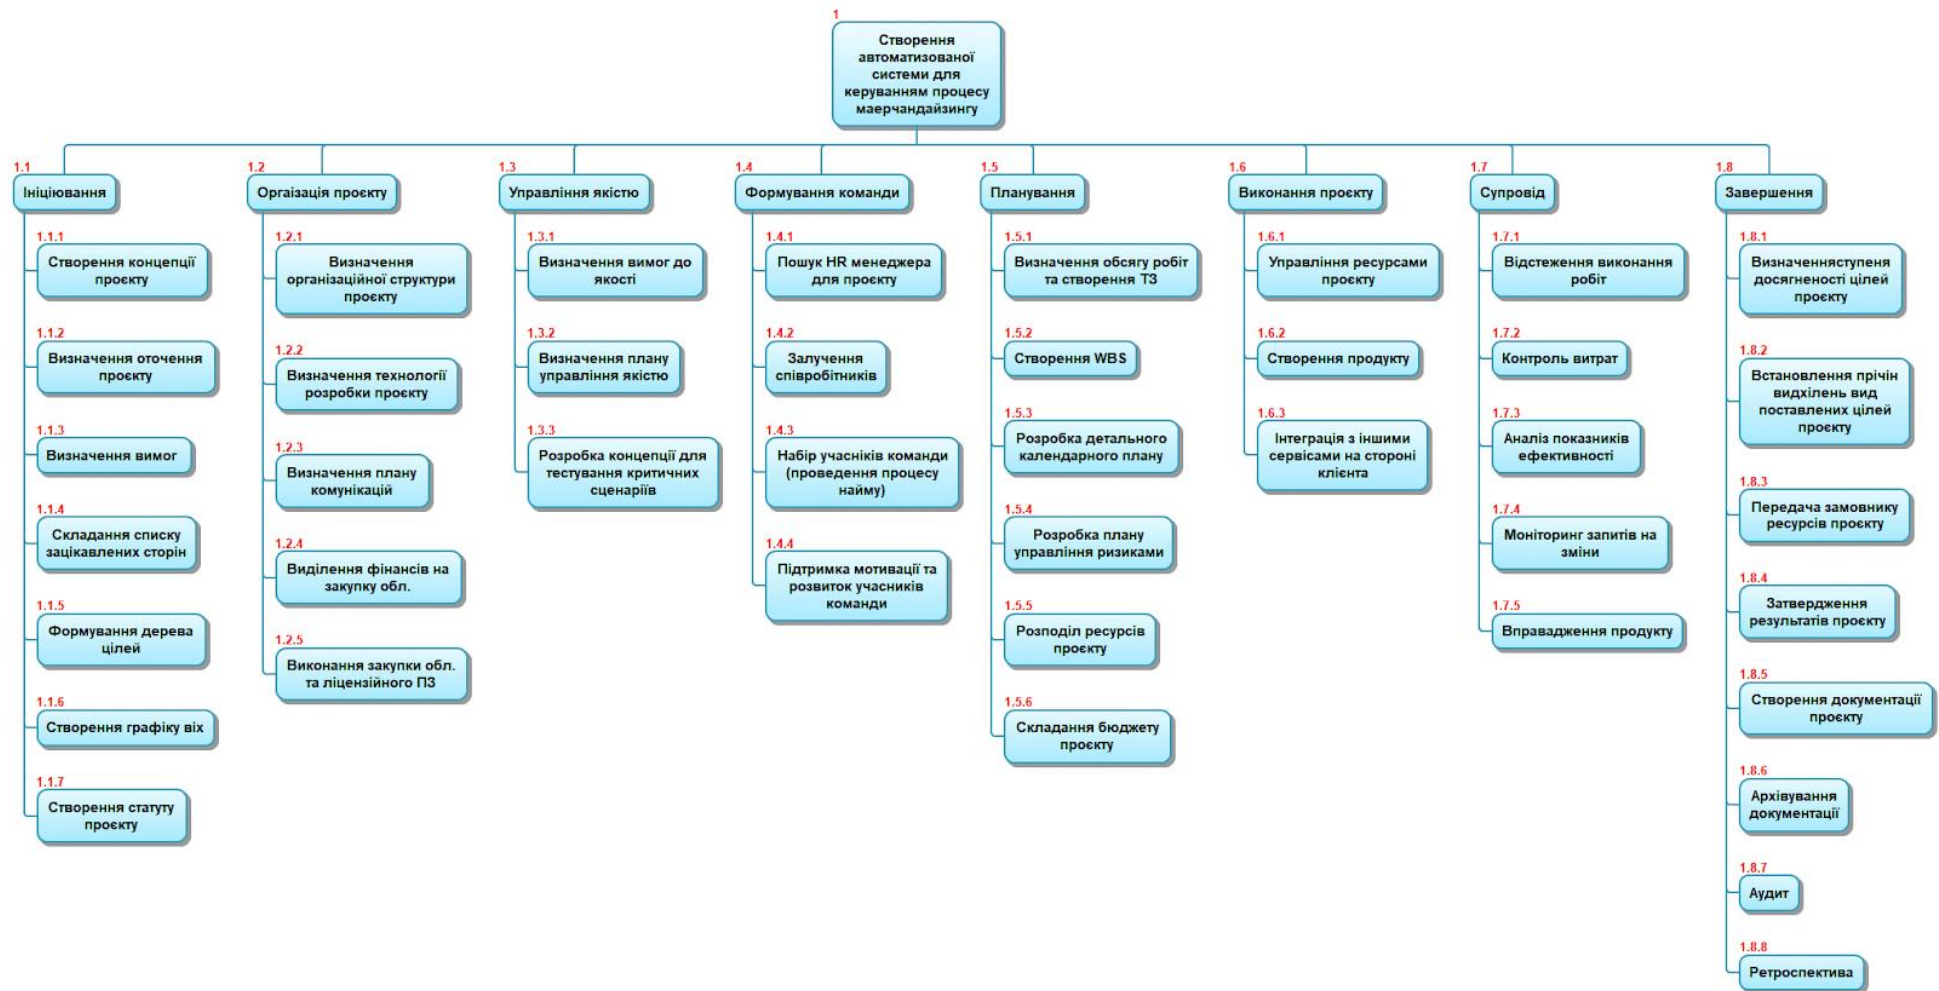 1
Створення
автоматизованої
системи для
керуванням процесу
маерчандайзингу
1.1
Ініціювання
1.1.1
Створення концепції
проєкту
1.1.2
Визначення оточення
проєкту
1.1.3
Визначення вимог
1.1.4
Складання списку
зацікавлених сторін
1.1.5
Формування дерева
цілей
1.1.6
Створення графіку віх
1.1.7
Створення статуту
проєкту
1.2
Оргаізація проєкту
1.2.1
Визначення
організаційної структури
проєкту
1.2.2
Визначення технології
розробки проєкту
1.2.3
Визначення плану
комунікацій
1.2.4
Виділення фінансів на
закупку обл.
1.2.5
Виконання закупки обл.
та ліцензійного ПЗ
1.3
Управління якістю
1.3.1
Визначення вимог до
якості
1.3.2
Визначення плану
управління якістю
1.3.3
Розробка концепції для
тестування критичних
сценаріїв
1.4
Формування команди
1.4.1
Пошук HR менеджера
для проєкту
1.4.2
Залучення
співробітників
1.4.3
Набір учасніків команди
(проведення процесу
найму)
1.4.4
Підтримка мотивації та
розвиток учасників
команди
1.5
Планування
1.5.1
Визначення обсягу робіт
та створення ТЗ
1.5.2
Створення WBS
1.5.3
Розробка детального
календарного плану
1.5.4
Розробка плану
управління ризиками
1.5.5
Розподіл ресурсів
проєкту
1.5.6
Складання бюджету
проєкту
1.6
Виконання проєкту
1.6.1
Управління ресурсами
проєкту
1.6.2
Створення продукту
1.6.3
Інтеграція з іншими
сервісами на стороні
клієнта
1.7
Супровід
1.7.1
Відстеження виконання
робіт
1.7.2
Контроль витрат
1.7.3
Аналіз показників
ефективності
1.7.4
Моніторинг запитів на
зміни
1.7.5
Вправадження продукту
1.8
Завершення
1.8.1
Визначенняступеня
досягненості цілей
проєкту
1.8.2
Встановлення прічін
видхілень вид
поставлених цілей
проєкту
1.8.3
Передача замовнику
ресурсів проєкту
1.8.4
Затвердження
результатів проєкту
1.8.5
Створення документації
проєкту
1.8.6
Архівування
документації
1.8.7
Аудит
1.8.8
Ретроспектива